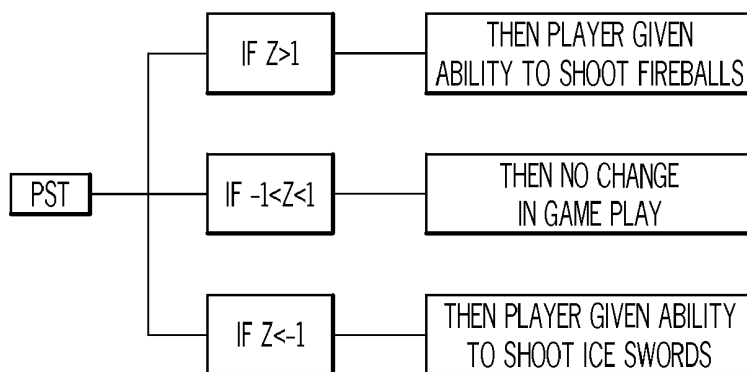 PST
IF Z>1
THEN PLAYER GIVEN
ABILITY TO SHOOT FIREBALLS
IF -1<Z<1
THEN NO CHANGE
IN GAME PLAY
IF Z<-1
THEN PLAYER GIVEN ABILITY
TO SHOOT ICE SWORDS